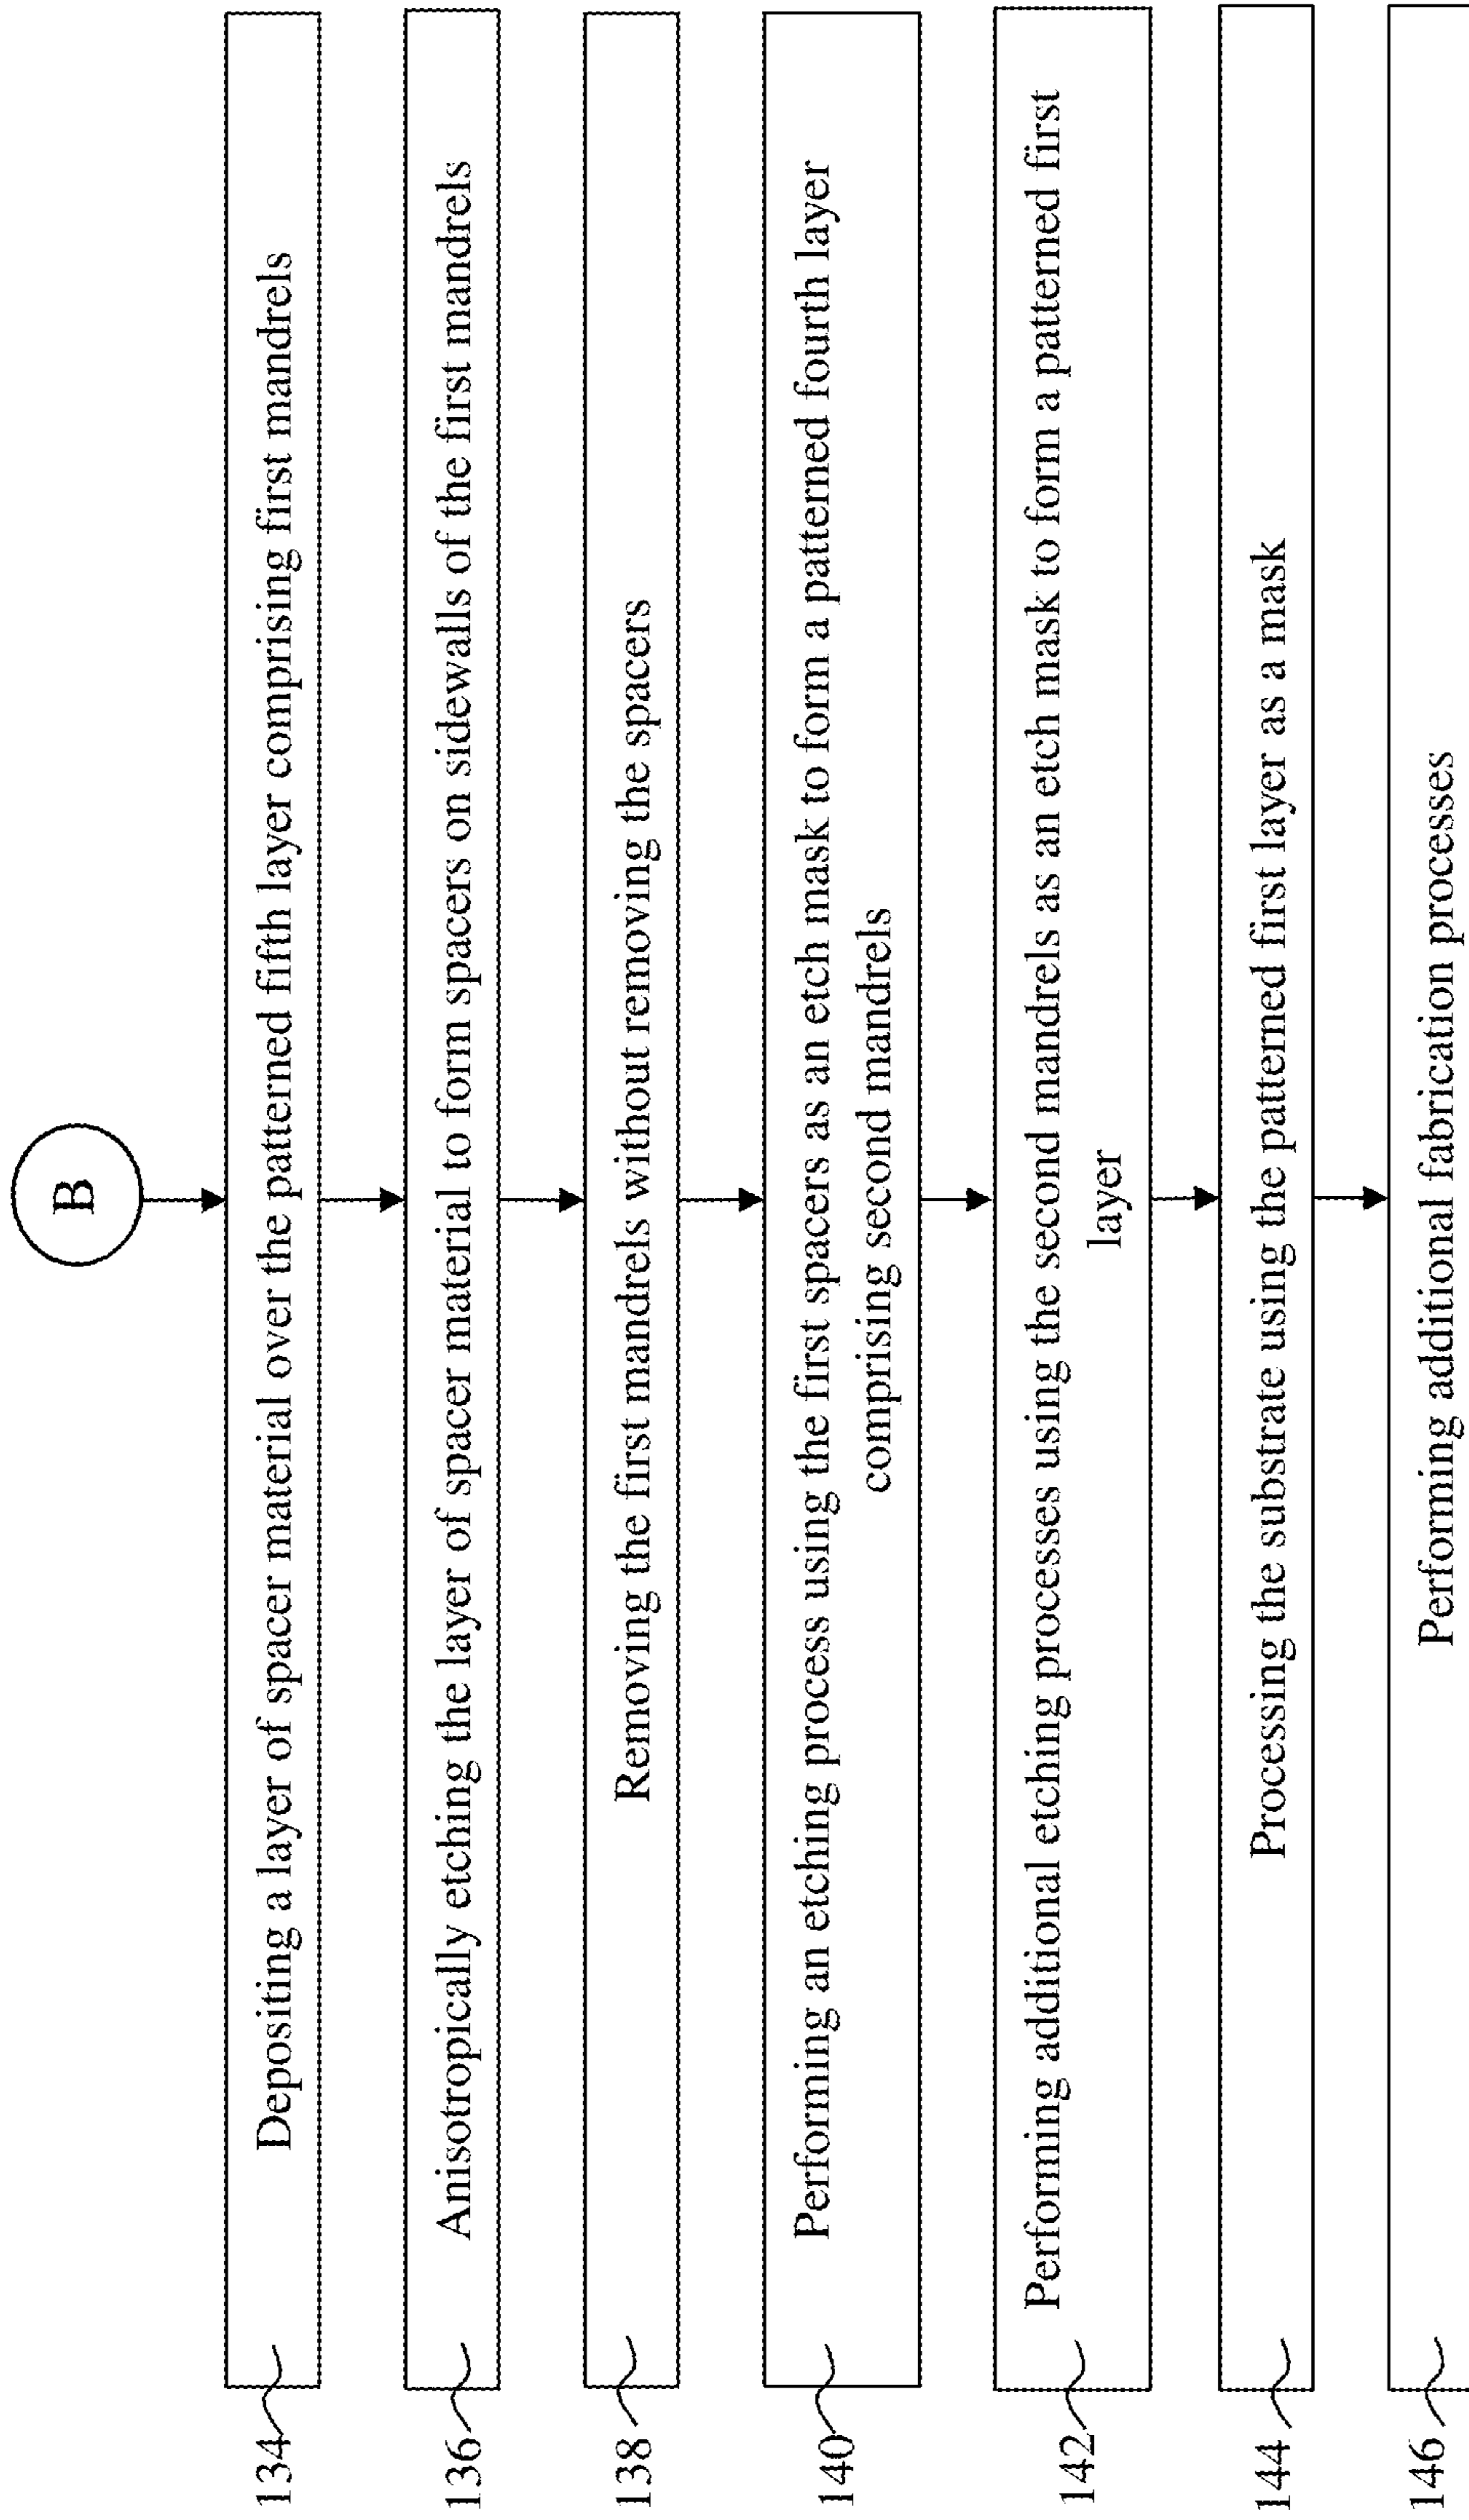 B
134 Depositing a layer of spacer material over the patterned fifth layer comprising first mandrels
136 Anisotropically etching the layer of spacer material to form spacers on sidewalls of the first mandrels
138 Removing the first mandrels without removing the spacers
140 Performing an etching process using the first spacers as an etch mask to form a patterned fourth layer
comprising second mandrels
142 Performing additional etching processes using the second mandrels as an etch mask to form a patterned first
layer
144 Processing the substrate using the patterned first layer as a mask
146 Performing additional fabrication processes